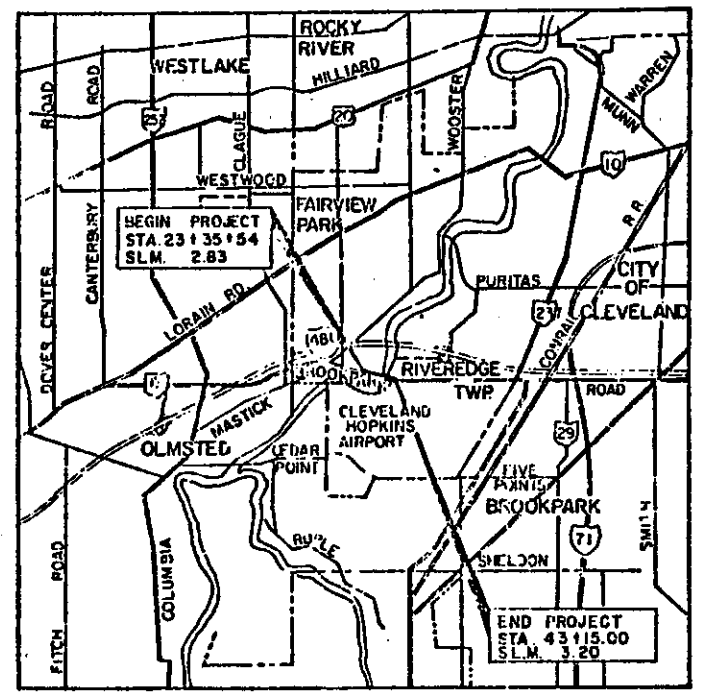 ROCKY
RIVER
WESTLAKE
HILLIARD
ROAD
ROAD
CLAGUE
20
WOOSTER
WARREN
MUNN
10
WESTWOOD
FAIRVIEW
PARK
BEGIN PROJECT
STA. 23+35+54
SLM. 2.83
CANTERBURY
DOVER CENTER
LORAIN RD.
R R
CONRAIL
PURITAS
CITY
OF
CLEVELAND
237
480
RIVEREDGE
TWP.
ROAD
MASTICK
CLEVELAND
HOPKINS
AIRPORT
OLMSTED
CEDAR
POINT
29
FIVE
POINTS
BROOKPARK
71
SMITH
RUPLE
SHELDON
COLUMBIA
ROAD
FITCH
END PROJECT
STA. 43+15.00
S.L.M. 3.20